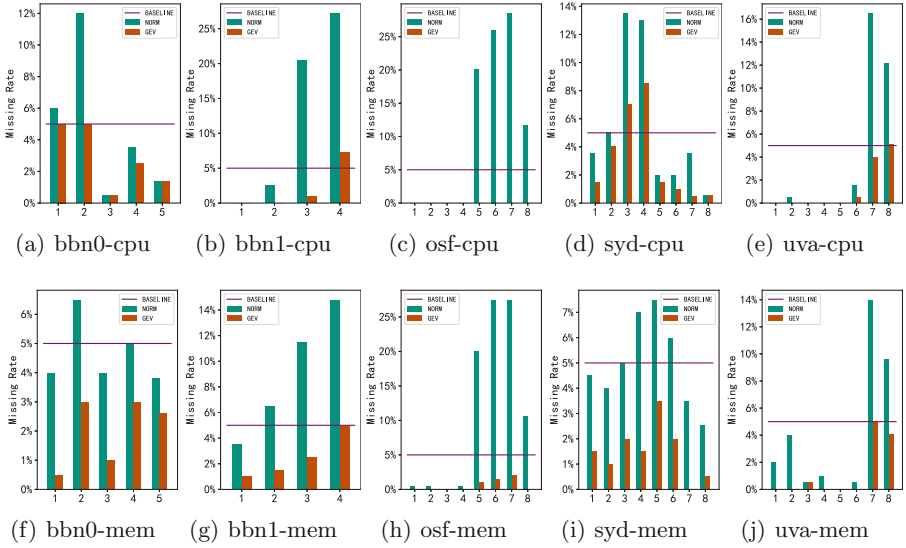 12%
10%
8%
6%
4%
2%
0%
Missing Rate
BASELINE
NORM
GEV
1 2 3 4 5
(a) bbn0-cpu
25%
20%
15%
10%
5%
0%
Missing Rate
BASELINE
NORM
GEV
1 2 3 4
(b) bbn1-cpu
25%
20%
15%
10%
5%
0%
Missing Rate
BASELINE
NORM
GEV
1 2 3 4 5 6 7 8
(c) osf-cpu
14%
12%
10%
8%
6%
4%
2%
0%
Missing Rate
BASELINE
NORM
GEV
1 2 3 4 5 6 7 8
(d) syd-cpu
16%
14%
12%
10%
8%
6%
4%
2%
0%
Missing Rate
BASELINE
NORM
GEV
1 2 3 4 5 6 7 8
(e) uva-cpu
6%
5%
4%
3%
2%
1%
0%
Missing Rate
BASELINE
NORM
GEV
1 2 3 4 5
(f) bbn0-mem
14%
12%
10%
8%
6%
4%
2%
0%
Missing Rate
BASELINE
NORM
GEV
1 2 3 4
(g) bbn1-mem
25%
20%
15%
10%
5%
0%
Missing Rate
BASELINE
NORM
GEV
1 2 3 4 5 6 7 8
(h) osf-mem
7%
6%
5%
4%
3%
2%
1%
0%
Missing Rate
BASELINE
NORM
GEV
1 2 3 4 5 6 7 8
(i) syd-mem
14%
12%
10%
8%
6%
4%
2%
0%
Missing Rate
BASELINE
NORM
GEV
1 2 3 4 5 6 7 8
(j) uva-mem